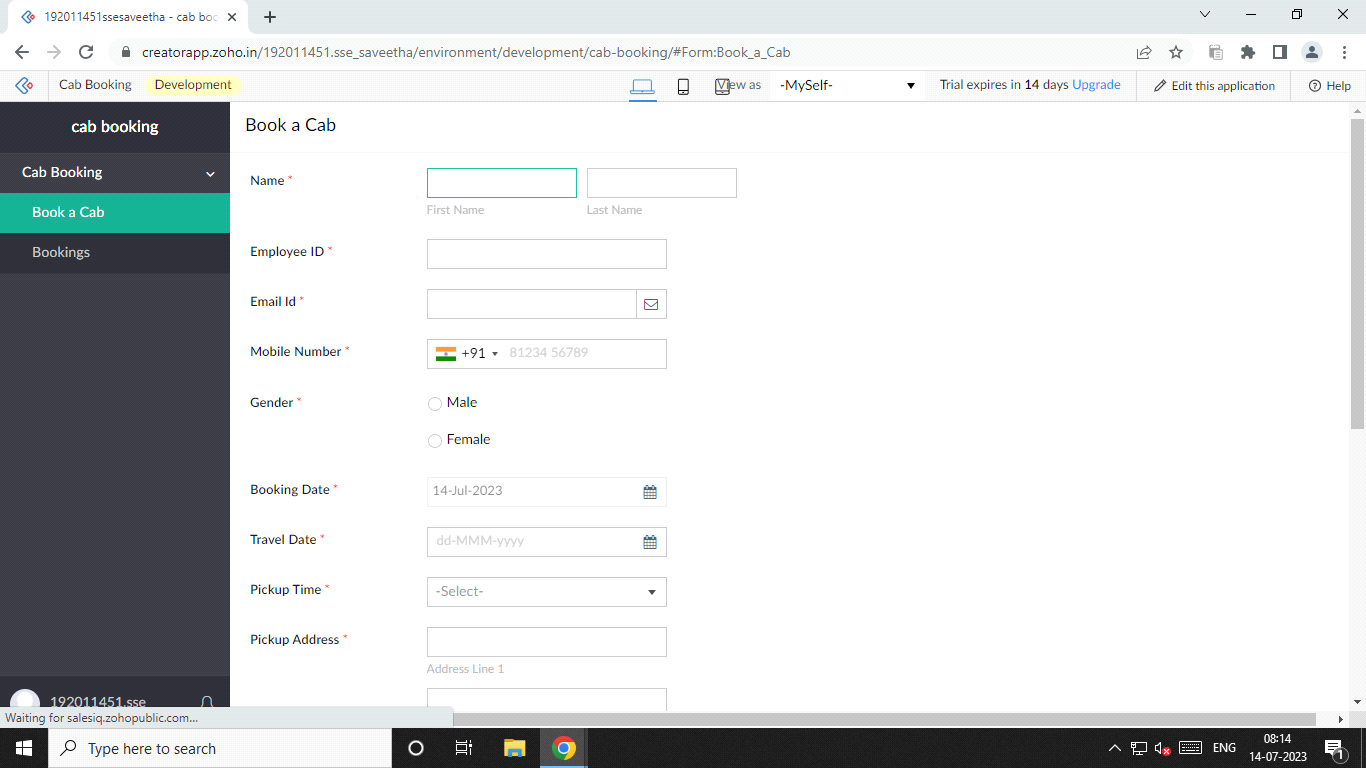 192011451ssesaveetha - cab boo
creatorapp.zoho.in/192011451.sse_saveetha/environment/development/cab-booking/#Form:Book_a_Cab
Cab Booking Development View as -MySelf- Trial expires in 14 days Upgrade Edit this application Help
cab booking
Cab Booking
Book a Cab
Bookings
192011451.sse
Book a Cab
Name *
First Name Last Name
Employee ID *
Email Id *
Mobile Number * +91 81234 56789
Gender * Male
Female
Booking Date * 14-Jul-2023
Travel Date * dd-MMM-yyyy
Pickup Time * -Select-
Pickup Address *
Address Line 1
Waiting for salesiq.zohopublic.com...
Type here to search
ENG
08:14
14-07-2023
1